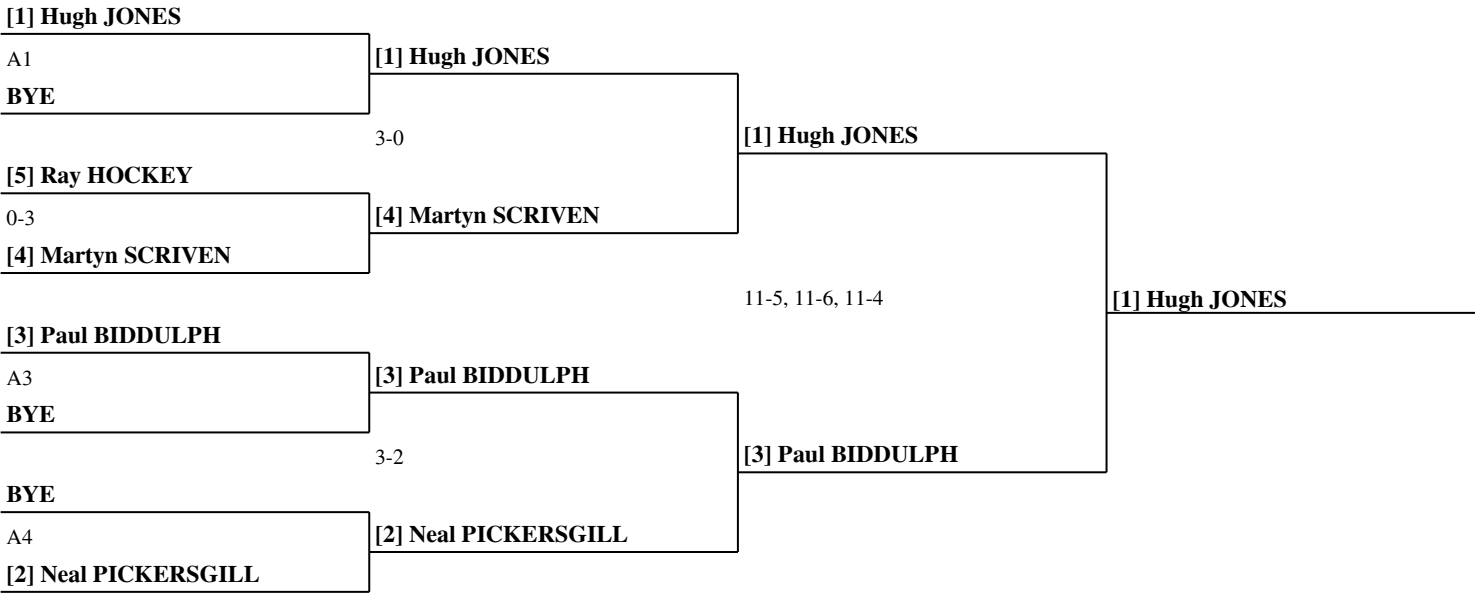 [1] Hugh JONES
A1
BYE
[5] Ray HOCKEY
0-3
[4] Martyn SCRIVEN
[3] Paul BIDDULPH
A3
BYE
BYE
A4
[2] Neal PICKERSGILL
[1] Hugh JONES
3-0
[4] Martyn SCRIVEN
[3] Paul BIDDULPH
3-2
[2] Neal PICKERSGILL
[1] Hugh JONES
11-5, 11-6, 11-4
[3] Paul BIDDULPH
[1] Hugh JONES